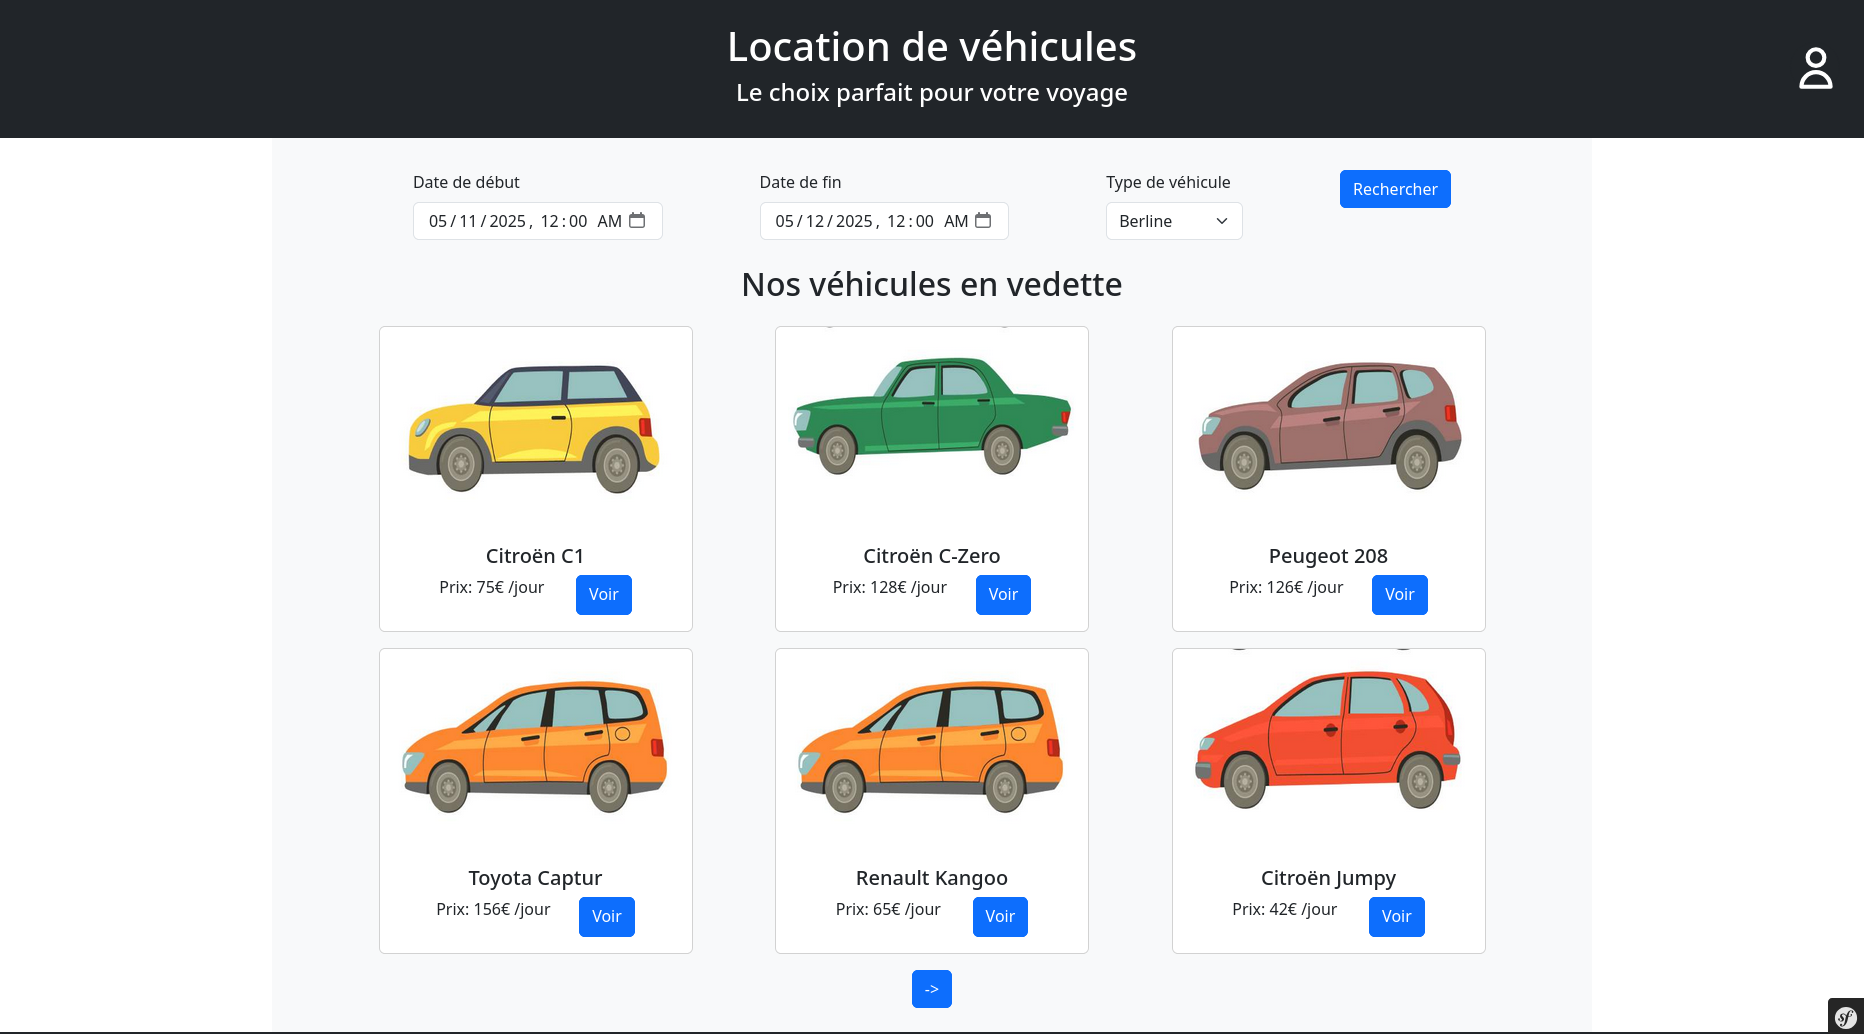 Location de véhicules
Le choix parfait pour votre voyage
Date de début
Date de fin
Type de véhicule
Rechercher
05/11/2025, 12:00 AM
05/12/2025, 12:00 AM
Berline
Nos véhicules en vedette
Citroën C1
Prix: 75€ /jour
Voir
Citroën C-Zero
Prix: 128€ /jour
Voir
Peugeot 208
Prix: 126€ /jour
Voir
Toyota Captur
Prix: 156€ /jour
Voir
Renault Kangoo
Prix: 65€ /jour
Voir
Citroën Jumpy
Prix: 42€ /jour
Voir
->
sf